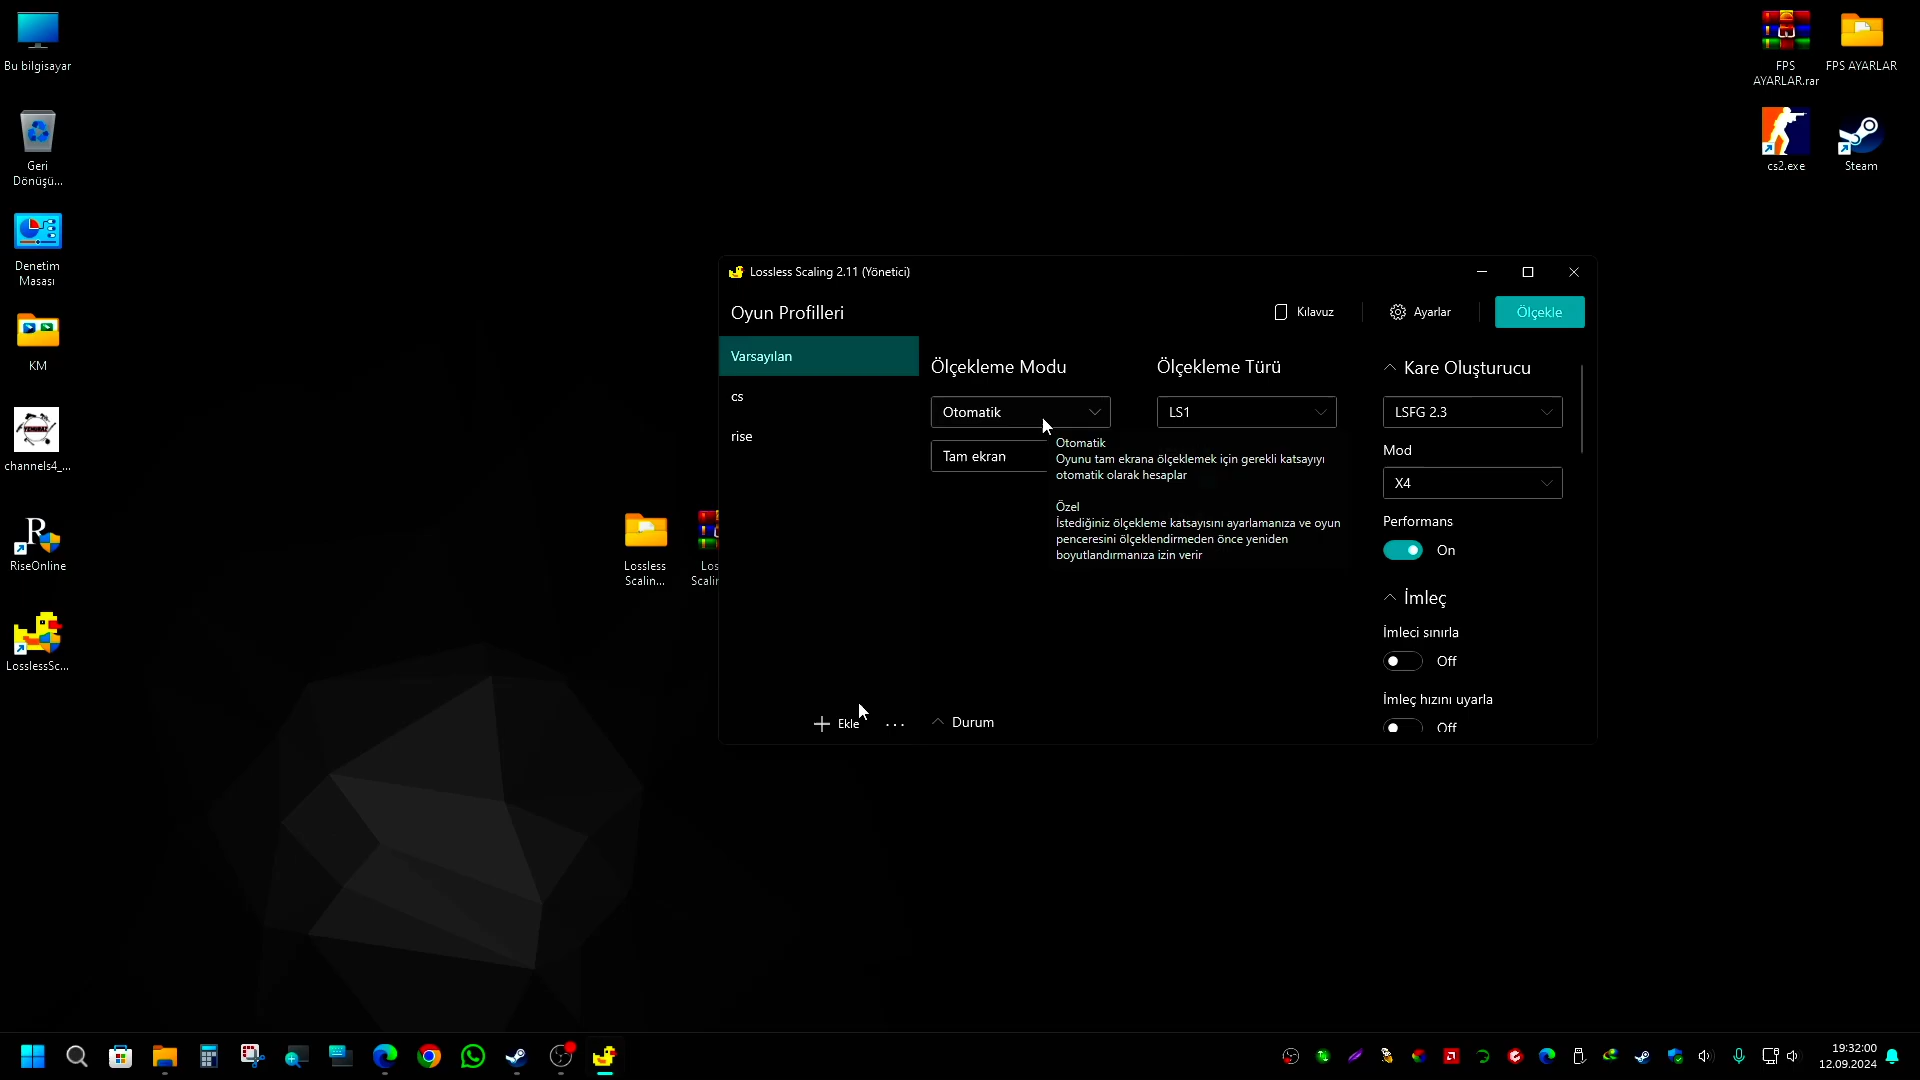 Bu bilgisayar
Geri
Dönüşü...
Denetim
Masası
KM
channels4_...
RiseOnline
LosslessSc...
FPS
AYARLAR.rar
FPS AYARLAR
cs2.exe
Steam
Lossless
Scalin...
Los
Scalin
Lossless Scaling 2.11 (Yönetici)
Oyun Profilleri
Kılavuz
Ayarlar
Ölçekle
Varsayılan
cs
rise
Ekle
...
Ölçekleme Modu
Otomatik
Tam ekran
Ölçekleme Türü
LS1
Otomatik
Oyunu tam ekrana ölçeklemek için gerekli katsayıyı
otomatik olarak hesaplar
Özel
İstediğiniz ölçekleme katsayısını ayarlamanıza ve oyun
penceresini ölçeklendirmeden önce yeniden
boyutlandırmanıza izin verir
Durum
Kare Oluşturucu
LSFG 2.3
Mod
X4
Performans
On
İmleç
İmleci sınırla
Off
İmleç hızını uyarla
Off
19:32:00
12.09.2024